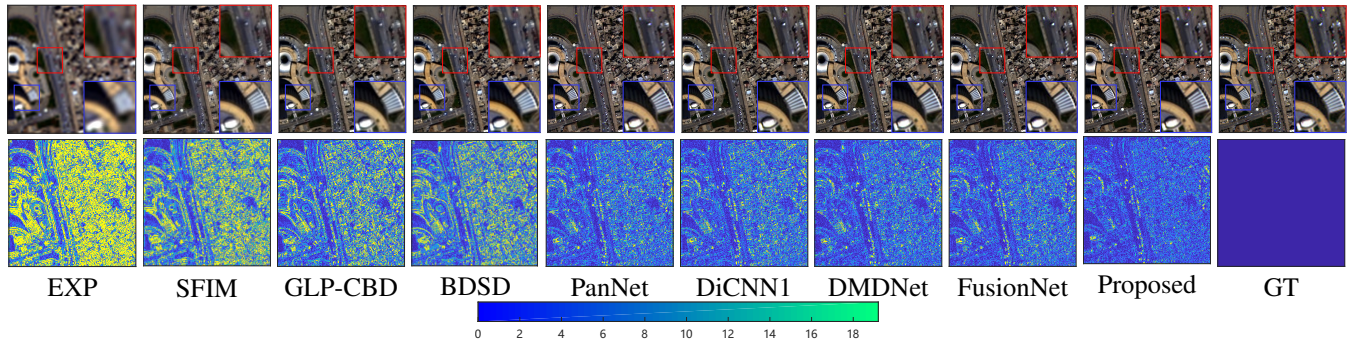 EXP SFIM GLP-CBD BDSD PanNet DiCNN1 DMDNet FusionNet Proposed GT
0 2 4 6 8 10 12 14 16 18